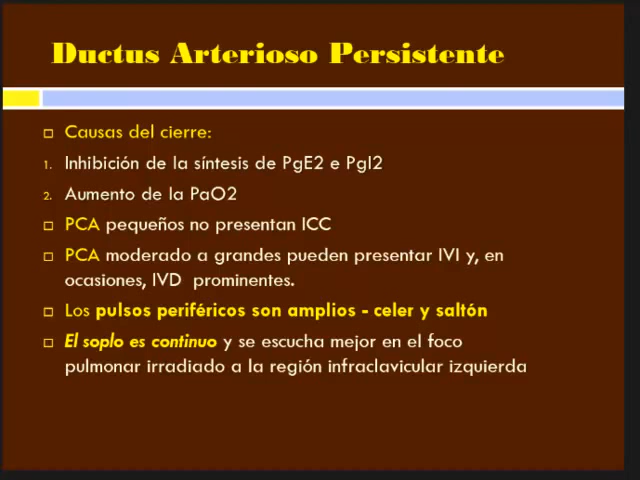 Ductus Arterioso Persistente
Causas del cierre:
1. Inhibición de la síntesis de PgE2 e PgI2
2. Aumento de la PaO2
PCA pequeños no presentan ICC
PCA moderado a grandes pueden presentar IVI y, en
ocasiones, IVD prominentes.
Los pulsos periféricos son amplios - celer y saltón
El soplo es continuo y se escucha mejor en el foco
pulmonar irradiado a la región infraclavicular izquierda